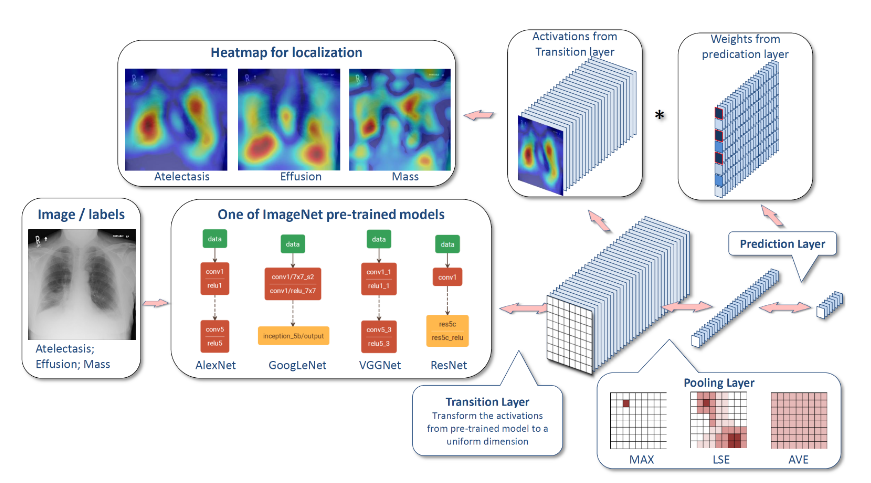 Heatmap for localization
Atelectasis
Effusion
Mass
Activations from
Transition layer
*
Weights from
predication layer
Image / labels
Atelectasis;
Effusion; Mass
One of ImageNet pre-trained models
data
conv1
relu1
conv5
relu5
AlexNet
data
conv1/7x7_s2
conv1/relu_7x7
inception_5b/output
GoogLeNet
data
conv1_1
relu1_1
conv5_3
relu5_3
VGGNet
data
conv1
res5c
res5c_relu
ResNet
Prediction Layer
Transition Layer
Transform the activations
from pre-trained model to a
uniform dimension
Pooling Layer
MAX
LSE
AVE